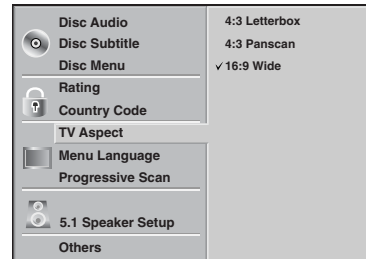 Disc Audio
Disc Subtitle
Disc Menu
Rating
Country Code
TV Aspect
Menu Language
Progressive Scan
5.1 Speaker Setup
Others
4:3 Letterbox
4:3 Panscan
✓ 16:9 Wide